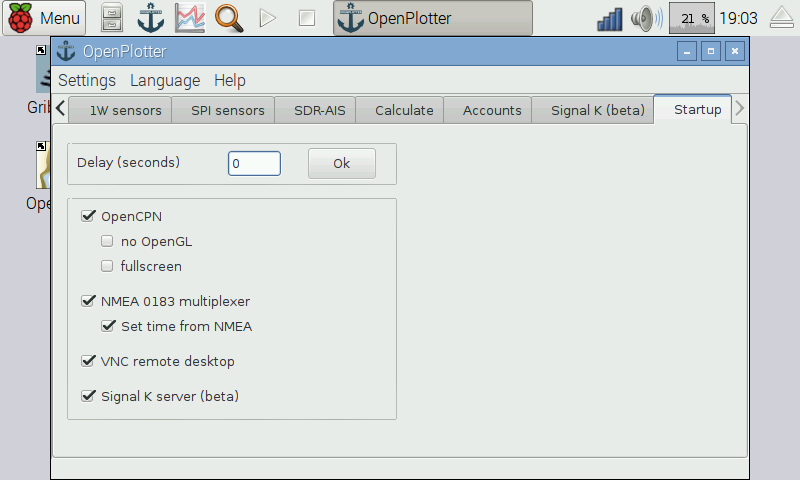 Menu OpenPlotter 21 % 19:03
OpenPlotter
Settings Language Help
1W sensors SPI sensors SDR-AIS Calculate Accounts Signal K (beta) Startup
Delay (seconds) 0 Ok
OpenCPN
no OpenGL
fullscreen
NMEA 0183 multiplexer
Set time from NMEA
VNC remote desktop
Signal K server (beta)
Grib
Ope